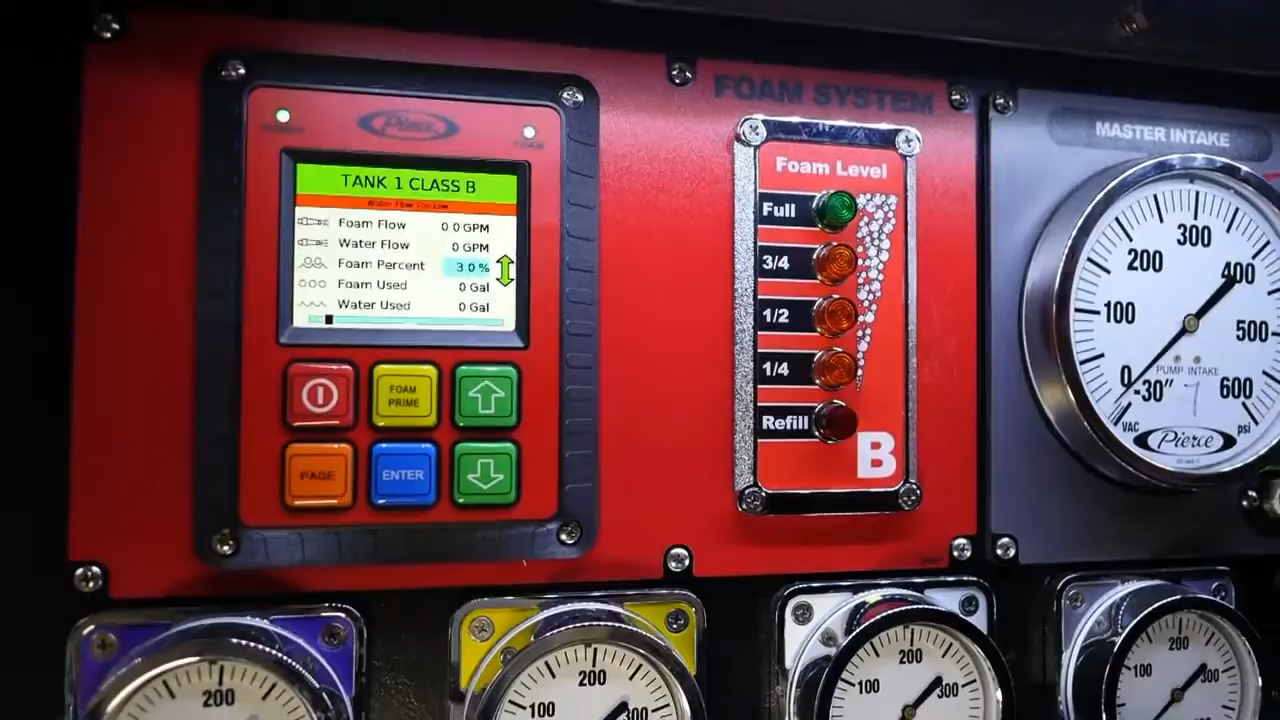 Pierce
POWER
FOAM
TANK 1 CLASS B
Water Flow Too Low
Foam Flow 0 0 GPM
Water Flow 0 GPM
Foam Percent 3 0 %
Foam Used 0 Gal
Water Used 0 Gal
FOAM PRIME
PAGE
ENTER
FOAM SYSTEM
Foam Level
Full
3/4
1/2
1/4
Refill
B
MASTER INTAKE
300
200
400
100
500
0
-30"
600
PUMP INTAKE
7
VAC
psi
Pierce
200
200
100
300
200
100
300
200
100
300